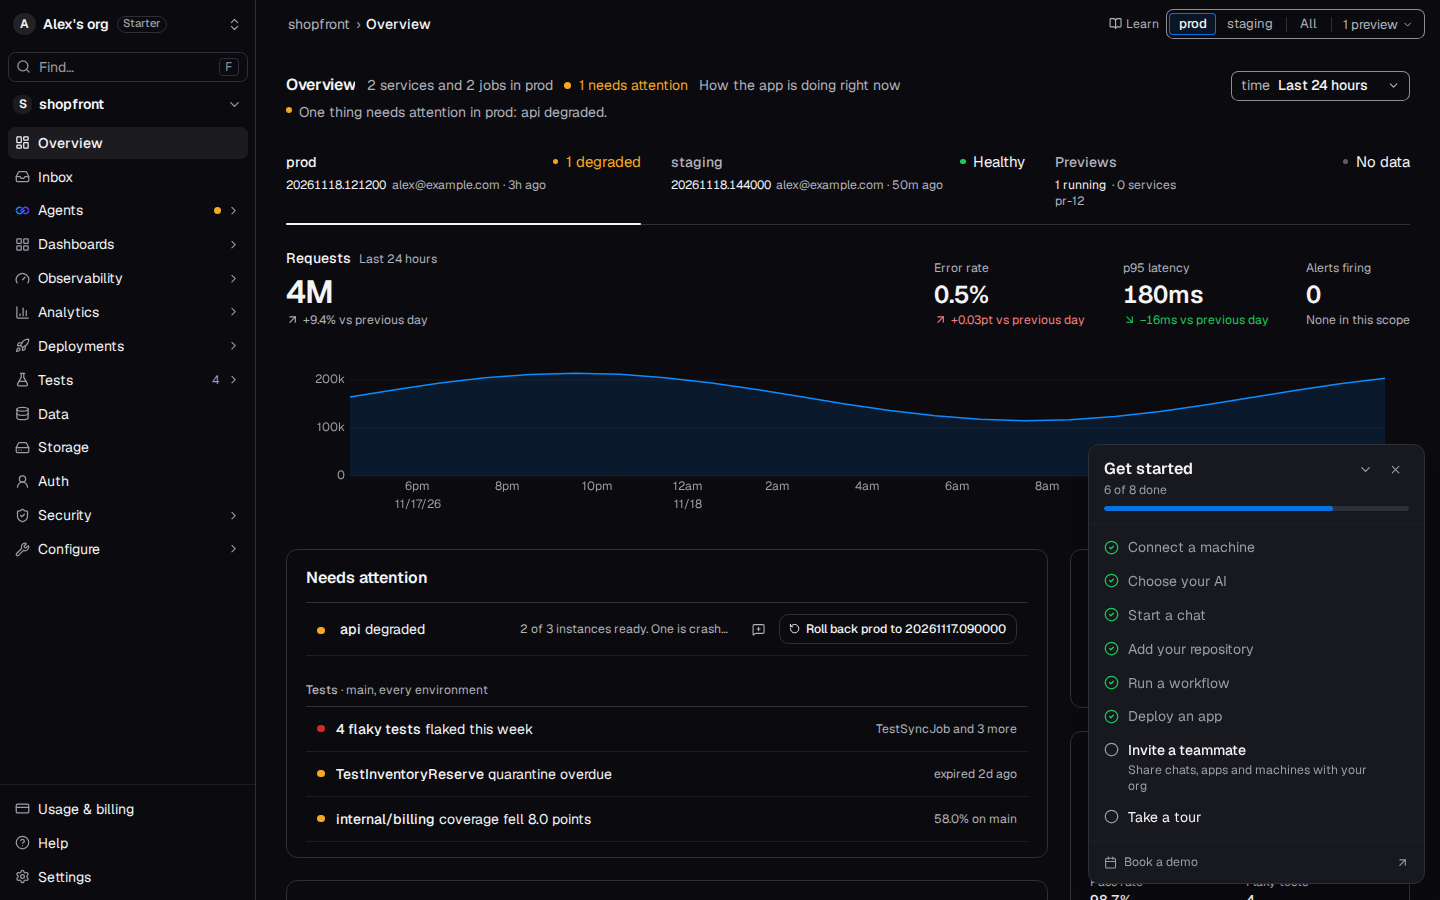 A Alex's org Starter
Find... F
S shopfront
Overview
Inbox
Agents
Dashboards
Observability
Analytics
Deployments
Tests 4
Data
Storage
Auth
Security
Configure
Usage & billing
Help
Settings
shopfront › Overview
Learn prod staging All 1 preview
Overview 2 services and 2 jobs in prod 1 needs attention How the app is doing right now
time Last 24 hours
One thing needs attention in prod: api degraded.
prod 1 degraded
20261118.121200 alex@example.com · 3h ago
staging Healthy
20261118.144000 alex@example.com · 50m ago
Previews No data
1 running · 0 services
pr-12
Requests Last 24 hours
4M
+9.4% vs previous day
Error rate
0.5%
+0.03pt vs previous day
p95 latency
180ms
−16ms vs previous day
Alerts firing
0
None in this scope
200k
100k
0
6pm 8pm 10pm 12am 2am 4am 6am 8am
11/17/26 11/18
Needs attention
api degraded 2 of 3 instances ready. One is crash... Roll back prod to 20261117.090000
Tests · main, every environment
4 flaky tests flaked this week TestSyncJob and 3 more
TestInventoryReserve quarantine overdue expired 2d ago
internal/billing coverage fell 8.0 points 58.0% on main
Get started
6 of 8 done
Connect a machine
Choose your AI
Start a chat
Add your repository
Run a workflow
Deploy an app
Invite a teammate
Share chats, apps and machines with your
org
Take a tour
Book a demo